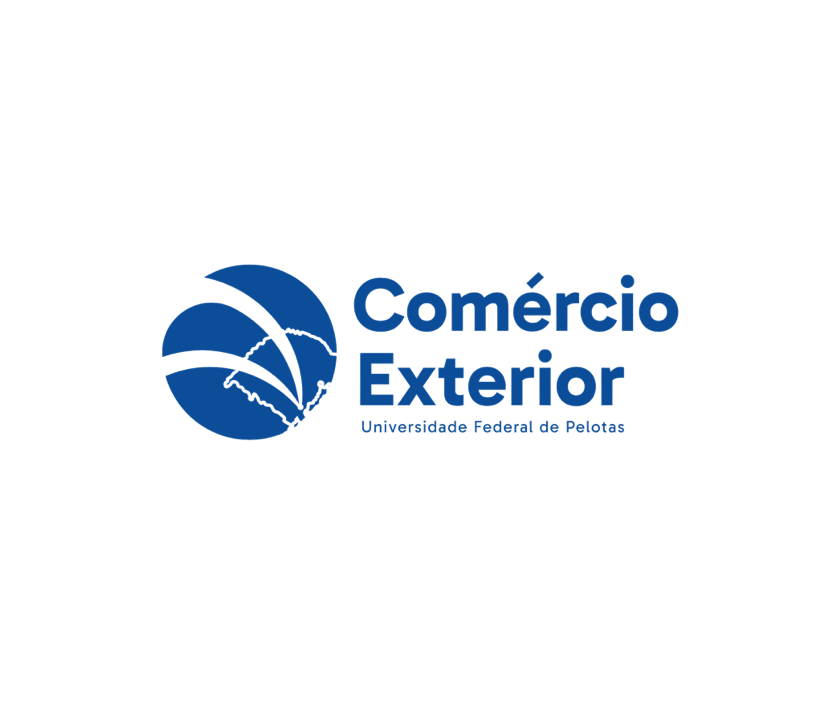 Comércio
Exterior
Universidade Federal de Pelotas